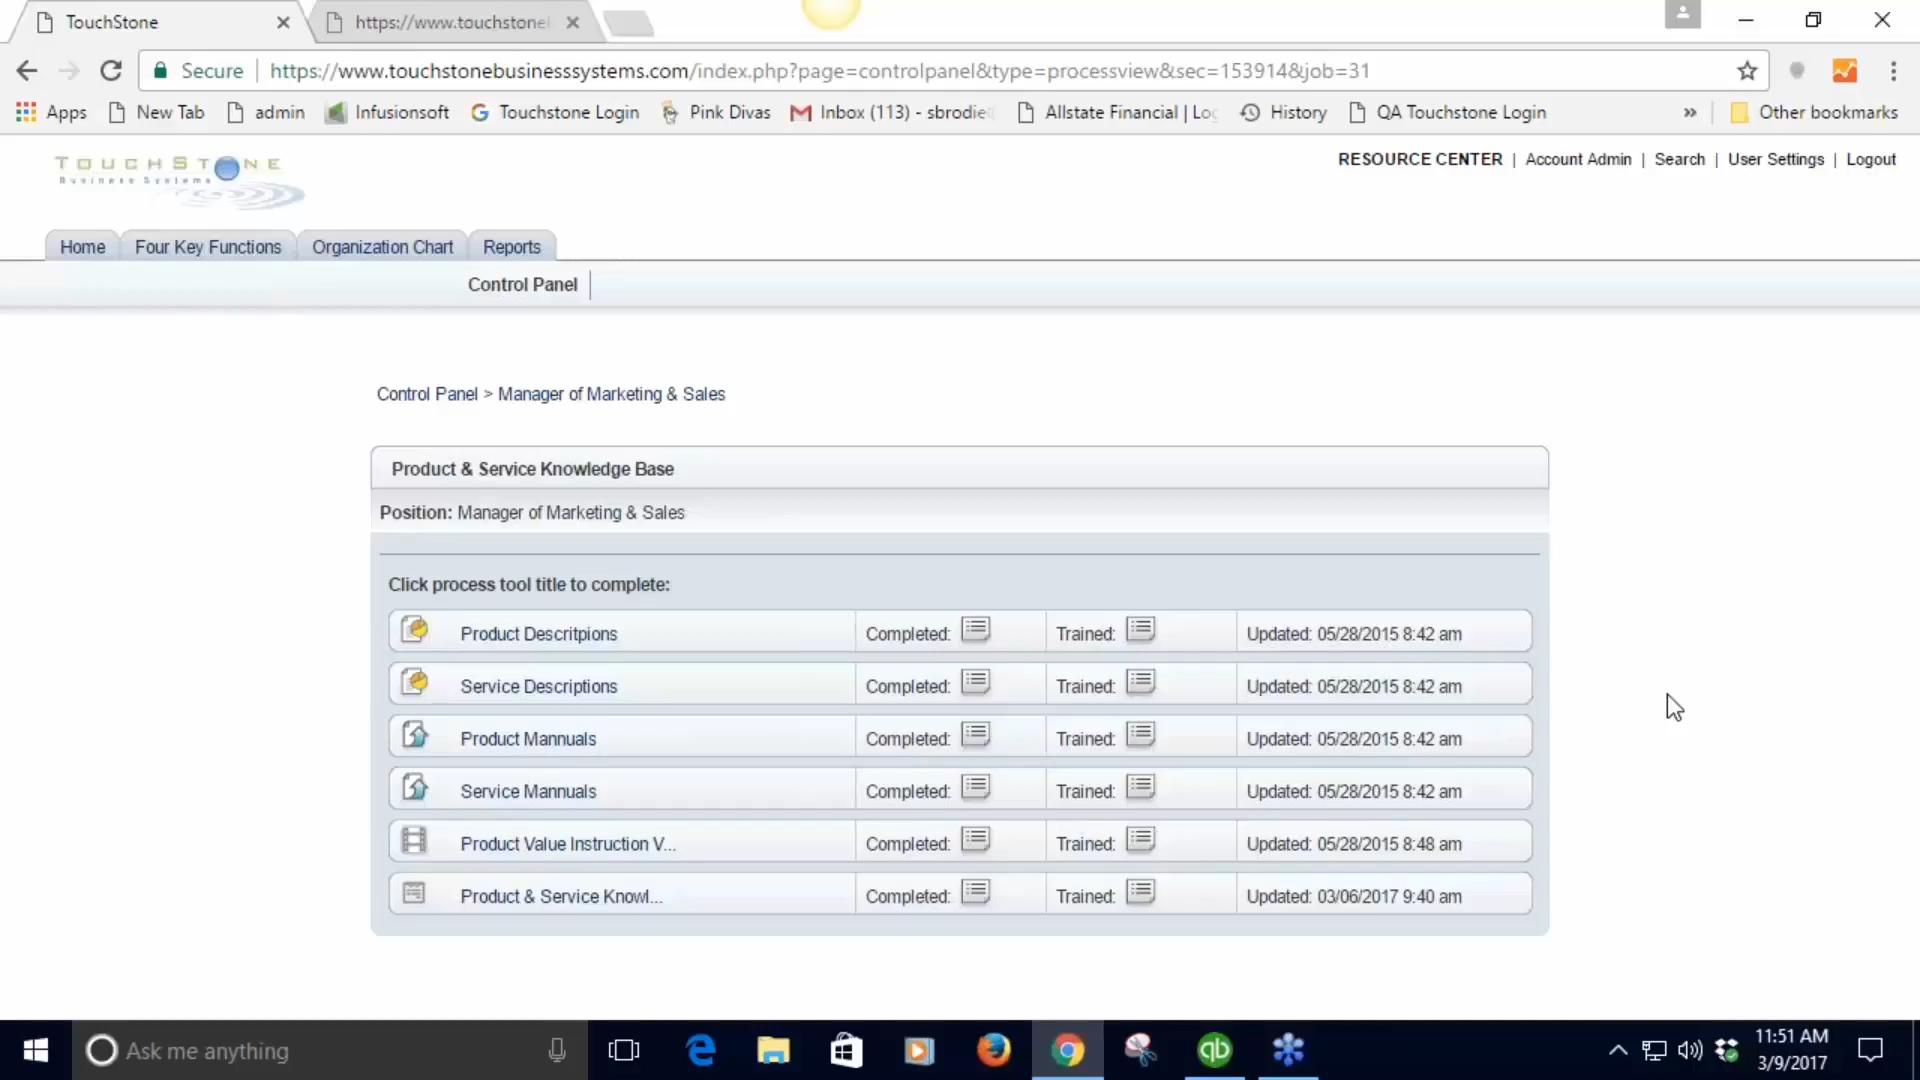 TouchStone
https://www.touchstonel
Secure https://www.touchstonebusinesssystems.com/index.php?page=controlpanel&type=processview&sec=153914&job=31
Apps New Tab admin Infusionsoft Touchstone Login Pink Divas Inbox (113) - sbrodie Allstate Financial | Log History QA Touchstone Login » Other bookmarks
TOUCHSTONE
Business Systems
RESOURCE CENTER | Account Admin | Search | User Settings | Logout
Home Four Key Functions Organization Chart Reports
Control Panel
Control Panel > Manager of Marketing & Sales
Product & Service Knowledge Base
Position: Manager of Marketing & Sales
Click process tool title to complete:
Product Descritpions Completed: Trained: Updated: 05/28/2015 8:42 am
Service Descriptions Completed: Trained: Updated: 05/28/2015 8:42 am
Product Mannuals Completed: Trained: Updated: 05/28/2015 8:42 am
Service Mannuals Completed: Trained: Updated: 05/28/2015 8:42 am
Product Value Instruction V... Completed: Trained: Updated: 05/28/2015 8:48 am
Product & Service Knowl... Completed: Trained: Updated: 03/06/2017 9:40 am
Ask me anything
qb
11:51 AM
3/9/2017